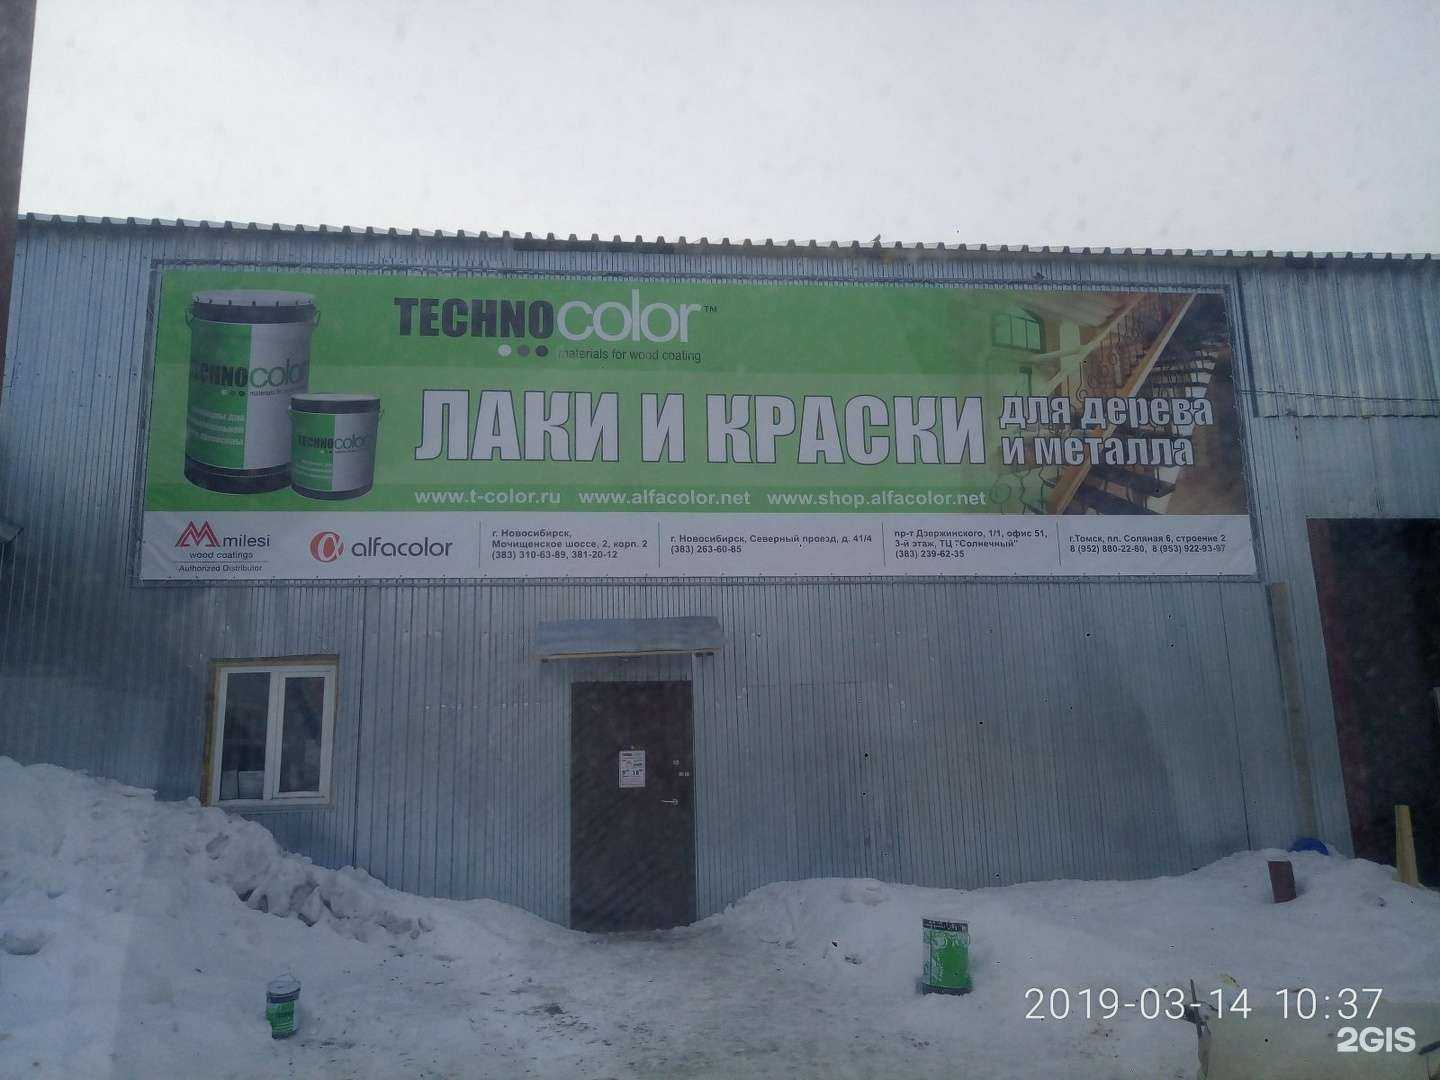 TECHNOcolor™
materials for wood coating
ЛАКИ И КРАСКИ
для дерева
и металла
www.t-color.ru www.alfacolor.net www.shop.alfacolor.net
TECHNOcolor
milesi
wood coatings
Authorized Distributor
alfacolor
г. Новосибирск,
Мочищенское шоссе, 2, корп. 2
(383) 310-63-89, 381-20-12
г. Новосибирск, Северный проезд, д. 41/4
(383) 263-60-85
пр-т Дзержинского, 1/1, офис 51,
3-й этаж, ТЦ "Солнечный"
(383) 239-62-35
г.Томск, пл. Соляная 6, строение 2
8 (952) 880-22-80, 8 (953) 922-93-97
2019-03-14 10:37
2GIS